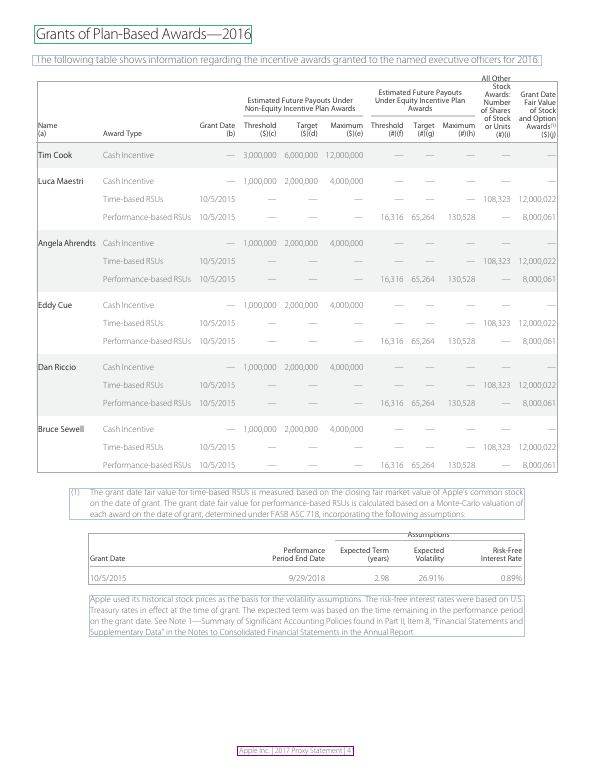 Grants of Plan-Based Awards—2016
The following table shows information regarding the incentive awards granted to the named executive officers for 2016.
Name (a) Award Type Grant Date (b) Estimated Future Payouts Under Non-Equity Incentive Plan Awards Threshold ($)(c) Target ($)(d) Maximum ($)(e) Estimated Future Payouts Under Equity Incentive Plan Awards Threshold (#)(f) Target (#)(g) Maximum (#)(h) All Other Stock Awards: Number of Shares of Stock or Units (#)(i) Grant Date Fair Value of Stock and Option Awards(1) ($)(j)
Tim Cook Cash Incentive — 3,000,000 6,000,000 12,000,000 — — — — —
Luca Maestri Cash Incentive — 1,000,000 2,000,000 4,000,000 — — — — —
Time-based RSUs 10/5/2015 — — — — — — 108,323 12,000,022
Performance-based RSUs 10/5/2015 — — — 16,316 65,264 130,528 — 8,000,061
Angela Ahrendts Cash Incentive — 1,000,000 2,000,000 4,000,000 — — — — —
Time-based RSUs 10/5/2015 — — — — — — 108,323 12,000,022
Performance-based RSUs 10/5/2015 — — — 16,316 65,264 130,528 — 8,000,061
Eddy Cue Cash Incentive — 1,000,000 2,000,000 4,000,000 — — — — —
Time-based RSUs 10/5/2015 — — — — — — 108,323 12,000,022
Performance-based RSUs 10/5/2015 — — — 16,316 65,264 130,528 — 8,000,061
Dan Riccio Cash Incentive — 1,000,000 2,000,000 4,000,000 — — — — —
Time-based RSUs 10/5/2015 — — — — — — 108,323 12,000,022
Performance-based RSUs 10/5/2015 — — — 16,316 65,264 130,528 — 8,000,061
Bruce Sewell Cash Incentive — 1,000,000 2,000,000 4,000,000 — — — — —
Time-based RSUs 10/5/2015 — — — — — — 108,323 12,000,022
Performance-based RSUs 10/5/2015 — — — 16,316 65,264 130,528 — 8,000,061
(1) The grant date fair value for time-based RSUs is measured based on the closing fair market value of Apple's common stock
on the date of grant. The grant date fair value for performance-based RSUs is calculated based on a Monte-Carlo valuation of
each award on the date of grant, determined under FASB ASC 718, incorporating the following assumptions:
Assumptions
Grant Date Performance Period End Date Expected Term (years) Expected Volatility Risk-Free Interest Rate
10/5/2015 9/29/2018 2.98 26.91% 0.89%
Apple used its historical stock prices as the basis for the volatility assumptions. The risk-free interest rates were based on U.S.
Treasury rates in effect at the time of grant. The expected term was based on the time remaining in the performance period
on the grant date. See Note 1—Summary of Significant Accounting Policies found in Part II, Item 8, "Financial Statements and
Supplementary Data" in the Notes to Consolidated Financial Statements in the Annual Report.
Apple Inc. | 2017 Proxy Statement | 4